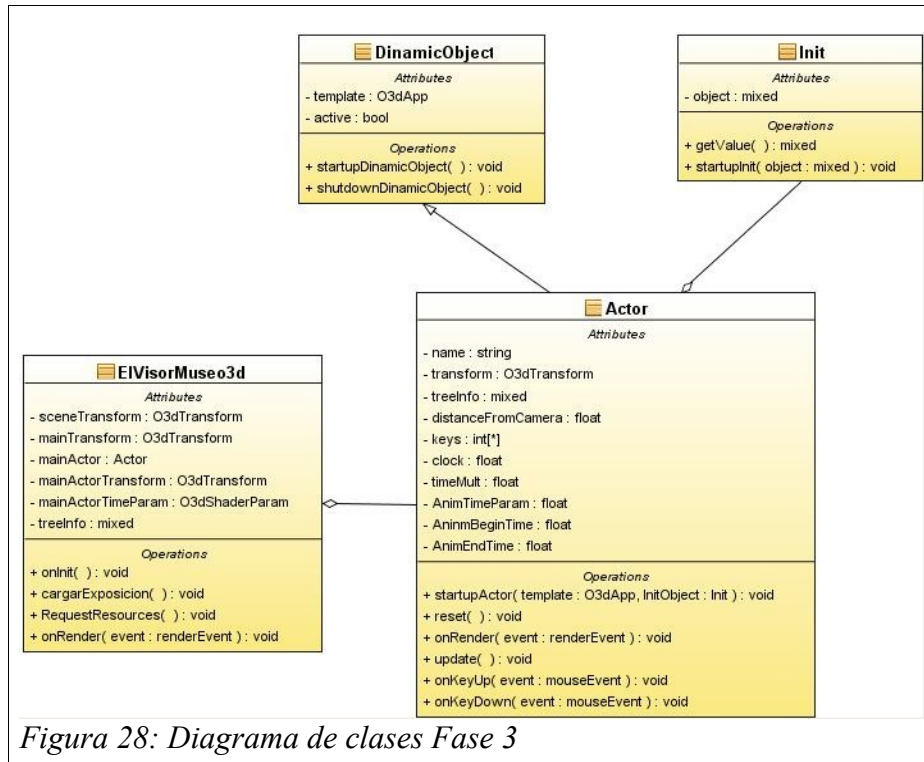 DinamicObject
Attributes
- template : O3dApp
- active : bool
Operations
+ startupDinamicObject( ) : void
+ shutdownDinamicObject( ) : void
Init
Attributes
- object : mixed
Operations
+ getValue( ) : mixed
+ startupInit( object : mixed ) : void
ElVisorMuseo3d
Attributes
- sceneTransform : O3dTransform
- mainTransform : O3dTransform
- mainActor : Actor
- mainActorTransform : O3dTransform
- mainActorTimeParam : O3dShaderParam
- treeInfo : mixed
Operations
+ onInit( ) : void
+ cargarExposicion( ) : void
+ RequestResources( ) : void
+ onRender( event : renderEvent ) : void
Actor
Attributes
- name : string
- transform : O3dTransform
- treeInfo : mixed
- distanceFromCamera : float
- keys : int[*]
- clock : float
- timeMult : float
- AnimTimeParam : float
- AninmBeginTime : float
- AnimEndTime : float
Operations
+ startupActor( template : O3dApp, InitObject : Init ) : void
+ reset( ) : void
+ onRender( event : renderEvent ) : void
+ update( ) : void
+ onKeyUp( event : mouseEvent ) : void
+ onKeyDown( event : mouseEvent ) : void
Figura 28: Diagrama de clases Fase 3